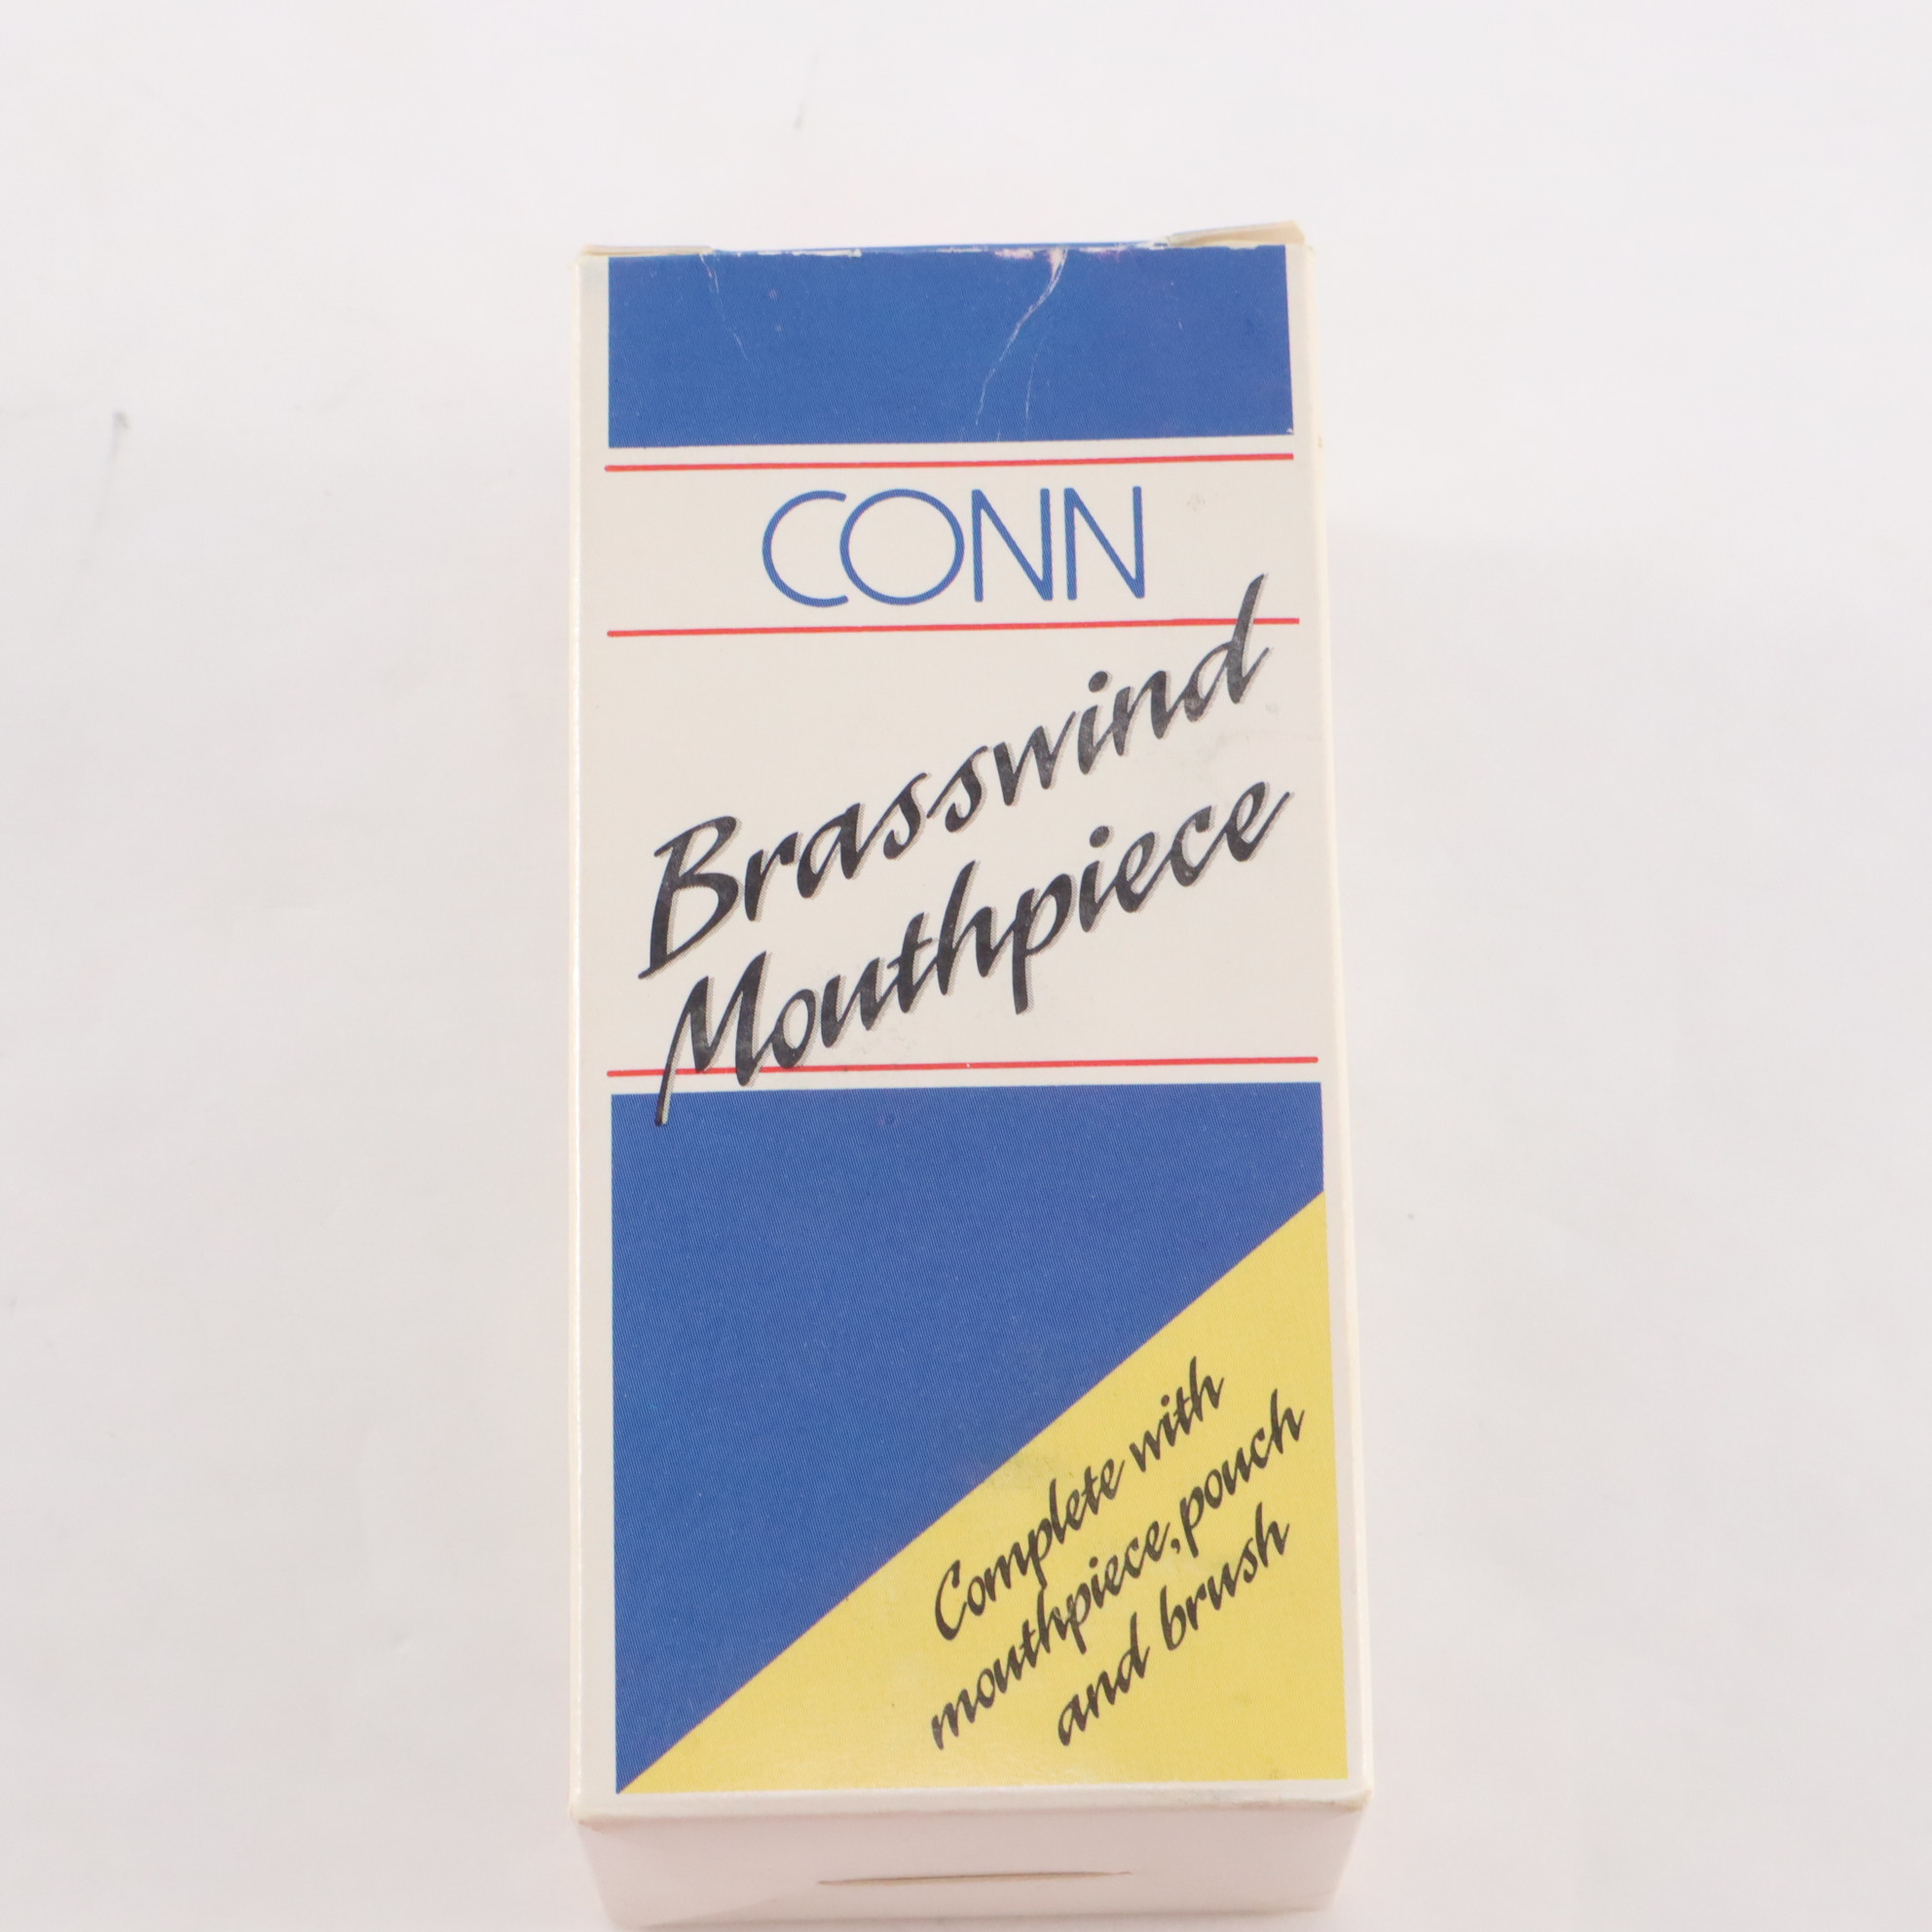 CONN
Brasswind
Mouthpiece
Complete with
mouthpiece, pouch
and brush